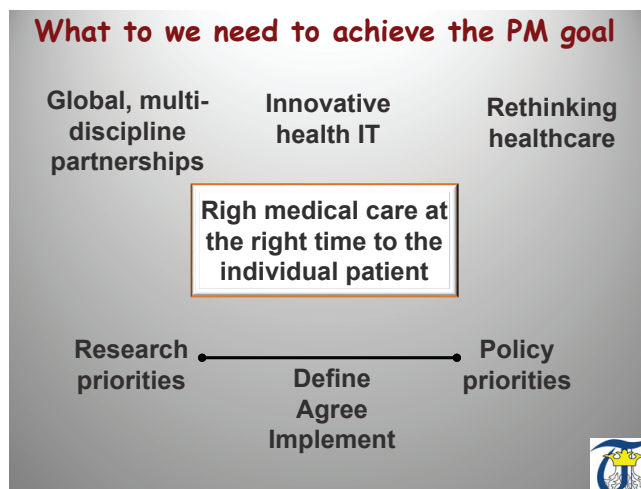 What to we need to achieve the PM goal
Global, multi-
discipline
partnerships
Innovative
health IT
Rethinking
healthcare
Righ medical care at
the right time to the
individual patient
Research
priorities
Policy
priorities
Define
Agree
Implement